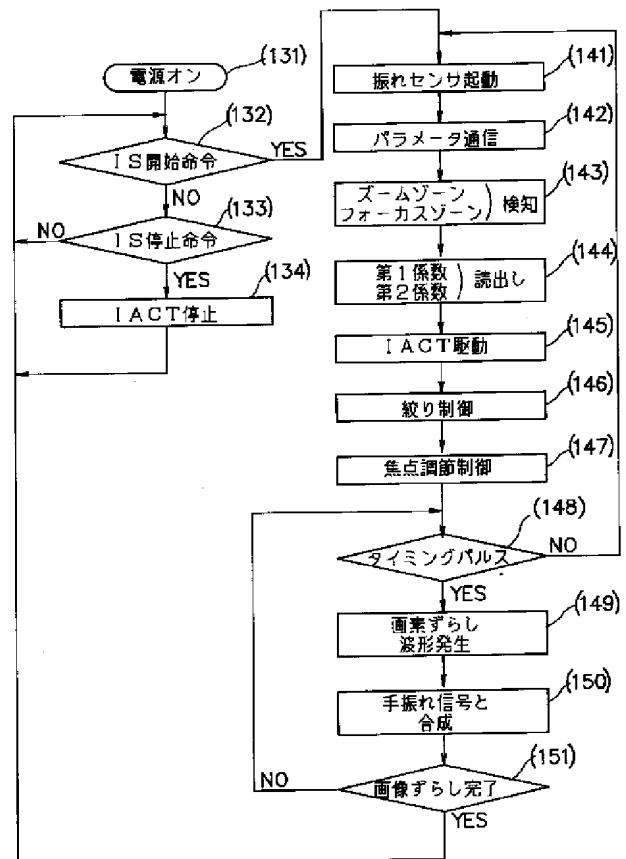 (131)
電源オン
(132)
IS開始命令
YES
NO
(133)
NO
IS停止命令
YES
(134)
IACT停止
(141)
振れセンサ起動
(142)
パラメータ通信
(143)
ズームゾーン
フォーカスゾーン ) 検知
(144)
第1係数
第2係数 ) 読出し
(145)
IACT駆動
(146)
絞り制御
(147)
焦点調節制御
(148)
タイミングパルス
NO
YES
(149)
画素ずらし
波形発生
(150)
手振れ信号と
合成
(151)
NO
画像ずらし完了
YES